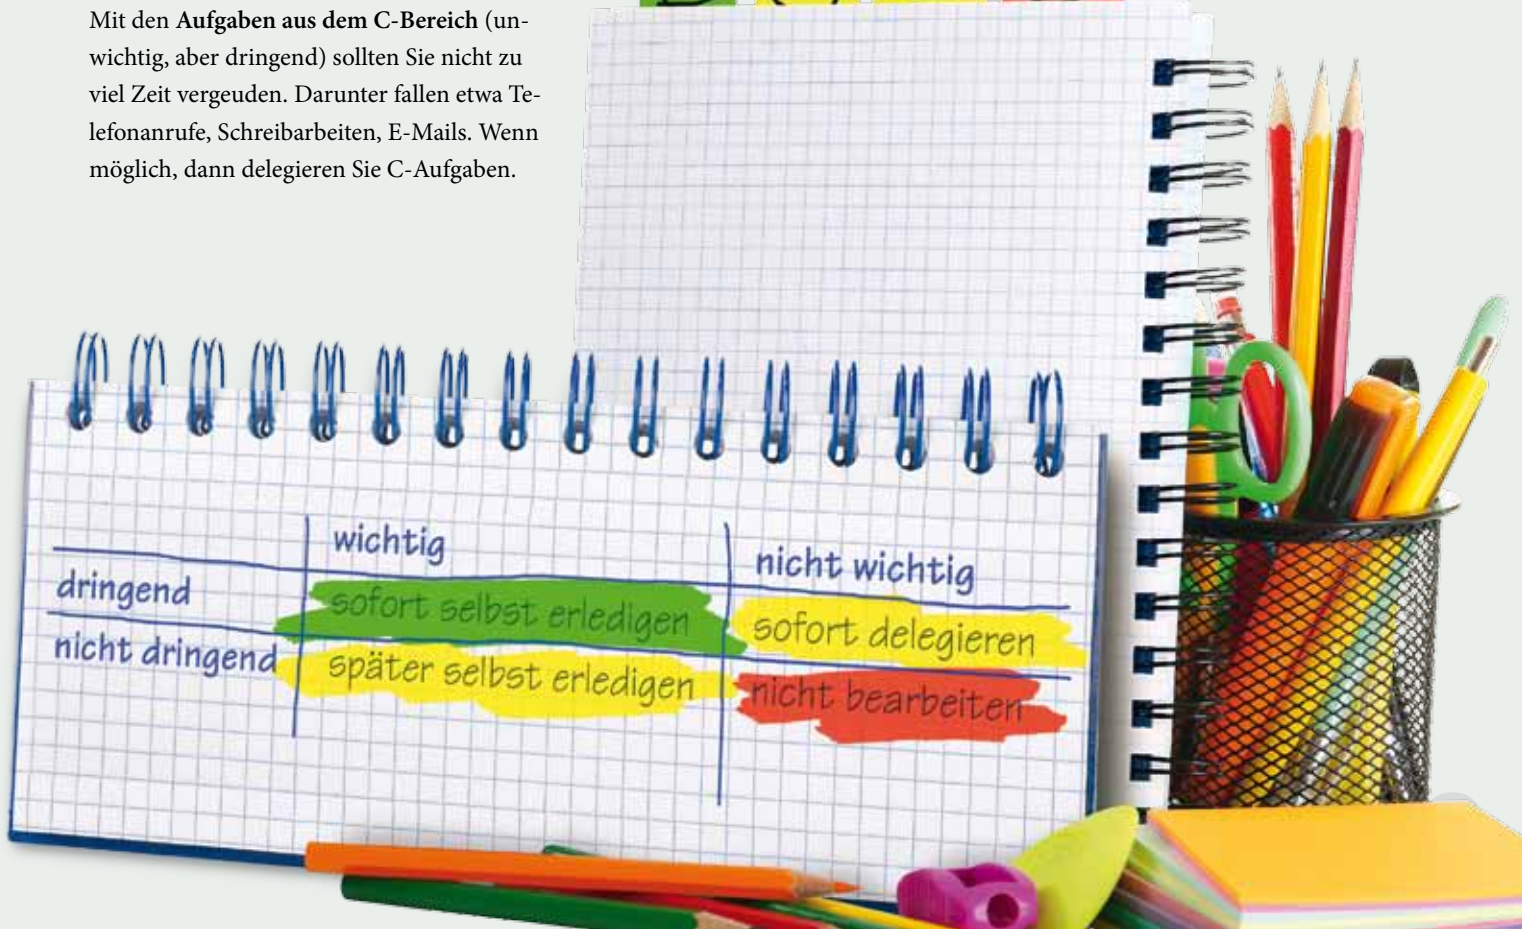 Mit den Aufgaben aus dem C-Bereich (un-
wichtig, aber dringend) sollten Sie nicht zu
viel Zeit vergeuden. Darunter fallen etwa Te-
lefonanrufe, Schreibarbeiten, E-Mails. Wenn
möglich, dann delegieren Sie C-Aufgaben.
wichtig nicht wichtig
dringend sofort selbst erledigen sofort delegieren
nicht dringend später selbst erledigen nicht bearbeiten